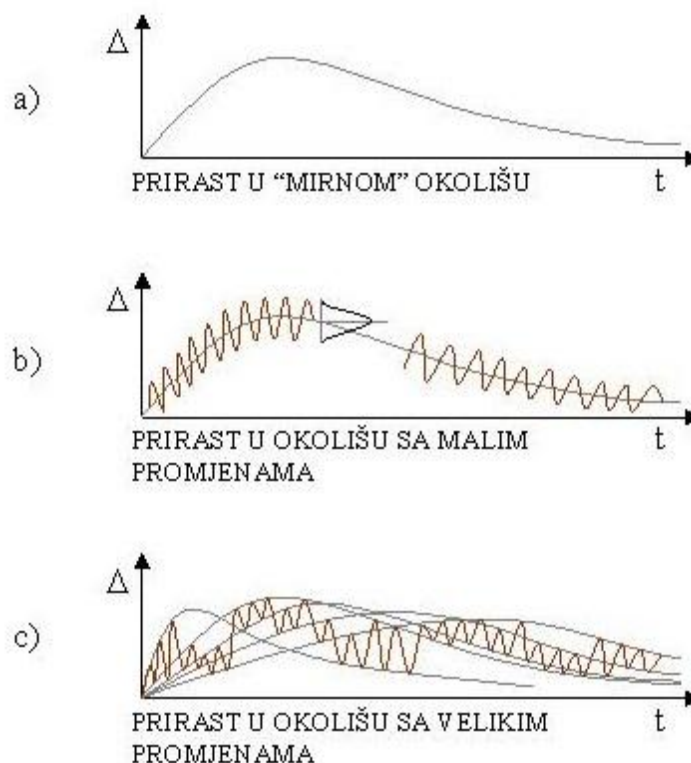 Δ
a)
PRIRAST U “MIRNOM” OKOLIŠU t
Δ
b)
PRIRAST U OKOLIŠU SA MALIM t
PROMJENAMA
Δ
c)
PRIRAST U OKOLIŠU SA VELIKIM t
PROMJENAMA